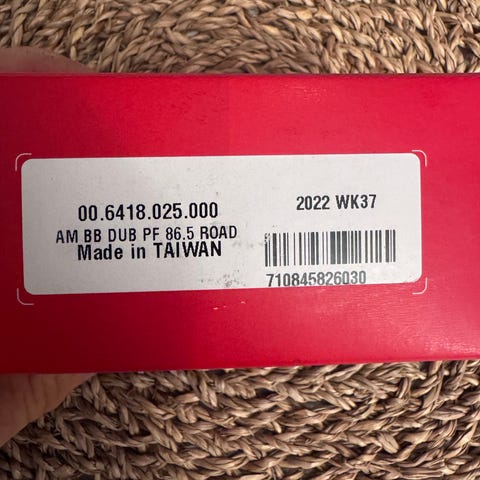 00.6418.025.000
AM BB DUB PF 86.5 ROAD
Made in TAIWAN
2022 WK37
710845826030